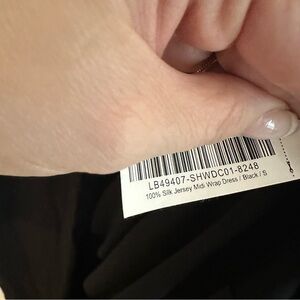 LB49407-SHWDC01-8248
100% Silk Jersey Midi Wrap Dress / Black / S